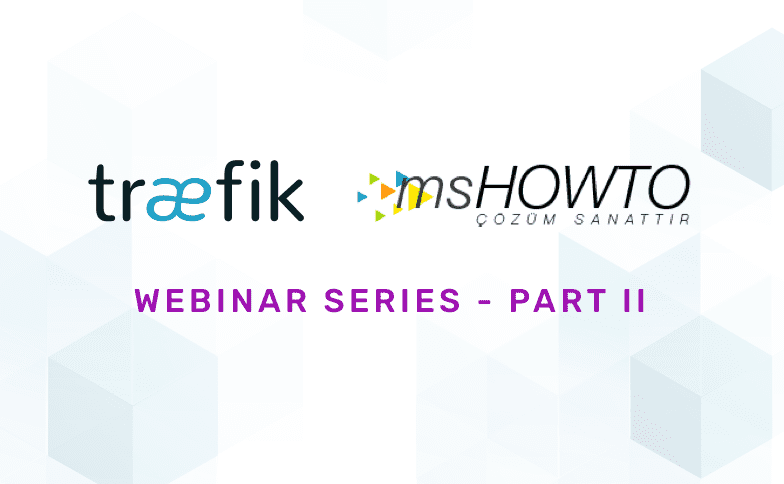 træfik
msHOWTO
ÇÖZÜM SANATTIR
WEBINAR SERIES - PART II